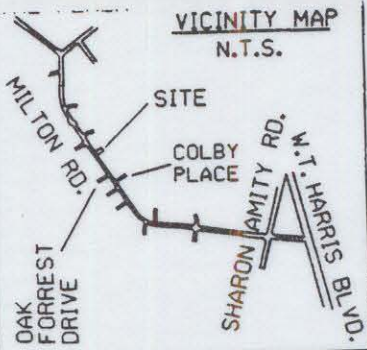 VICINITY MAP
N.T.S.
MILTON RD.
SITE
COLBY
PLACE
SHARON AMITY RD.
W.T. HARRIS BLVD.
OAK
FORREST
DRIVE